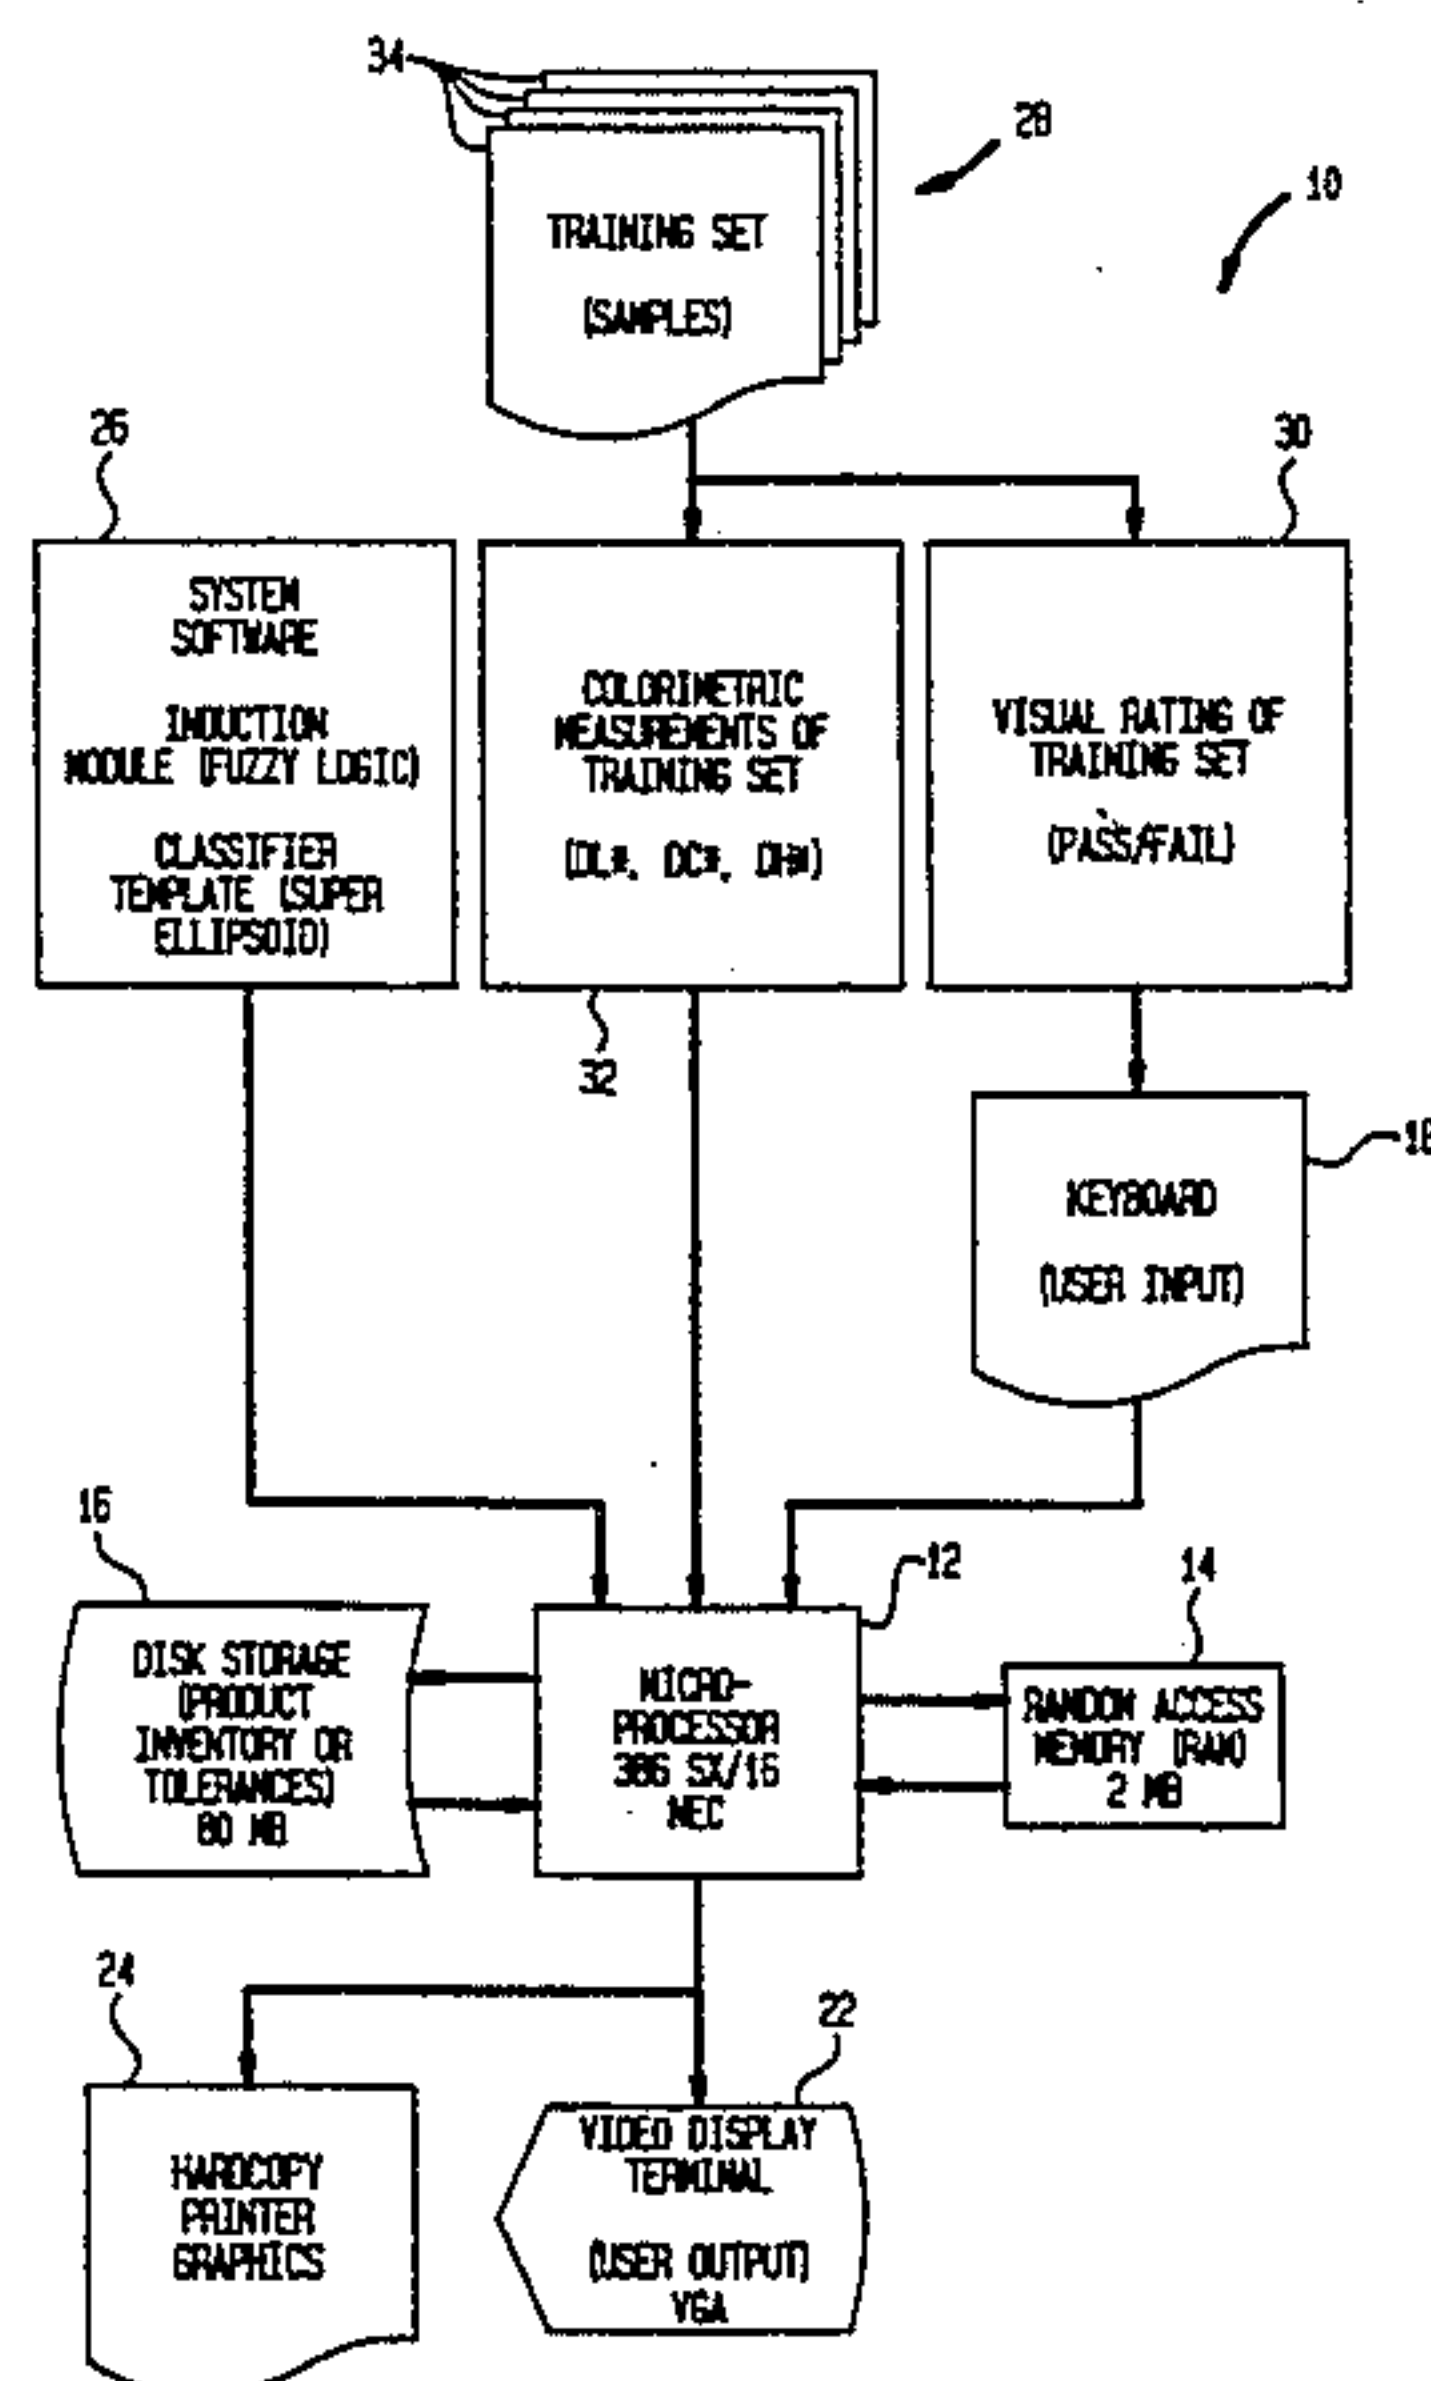 34
28
10
TRAINING SET
(SAMPLES)
26
30
SYSTEM
SOFTWARE
INDUCTION
MODULE (FUZZY LOGIC)
CLASSIFIER
TEMPLATE (SUPER
ELLIPSOID)
COLORIMETRIC
MEASUREMENTS OF
TRAINING SET
(DL*, DC*, DH*)
VISUAL RATING OF
TRAINING SET
(PASS/FAIL)
32
KEYBOARD
(USER INPUT)
16
12
14
DISK STORAGE
(PRODUCT
INVENTORY OR
TOLERANCES)
80 MB
MICRO-
PROCESSOR
386 SX/16
NEC
RANDOM ACCESS
MEMORY (RAM)
2 MB
24
22
HARDCOPY
PRINTER
GRAPHICS
VIDEO DISPLAY
TERMINAL
(USER OUTPUT)
VGA